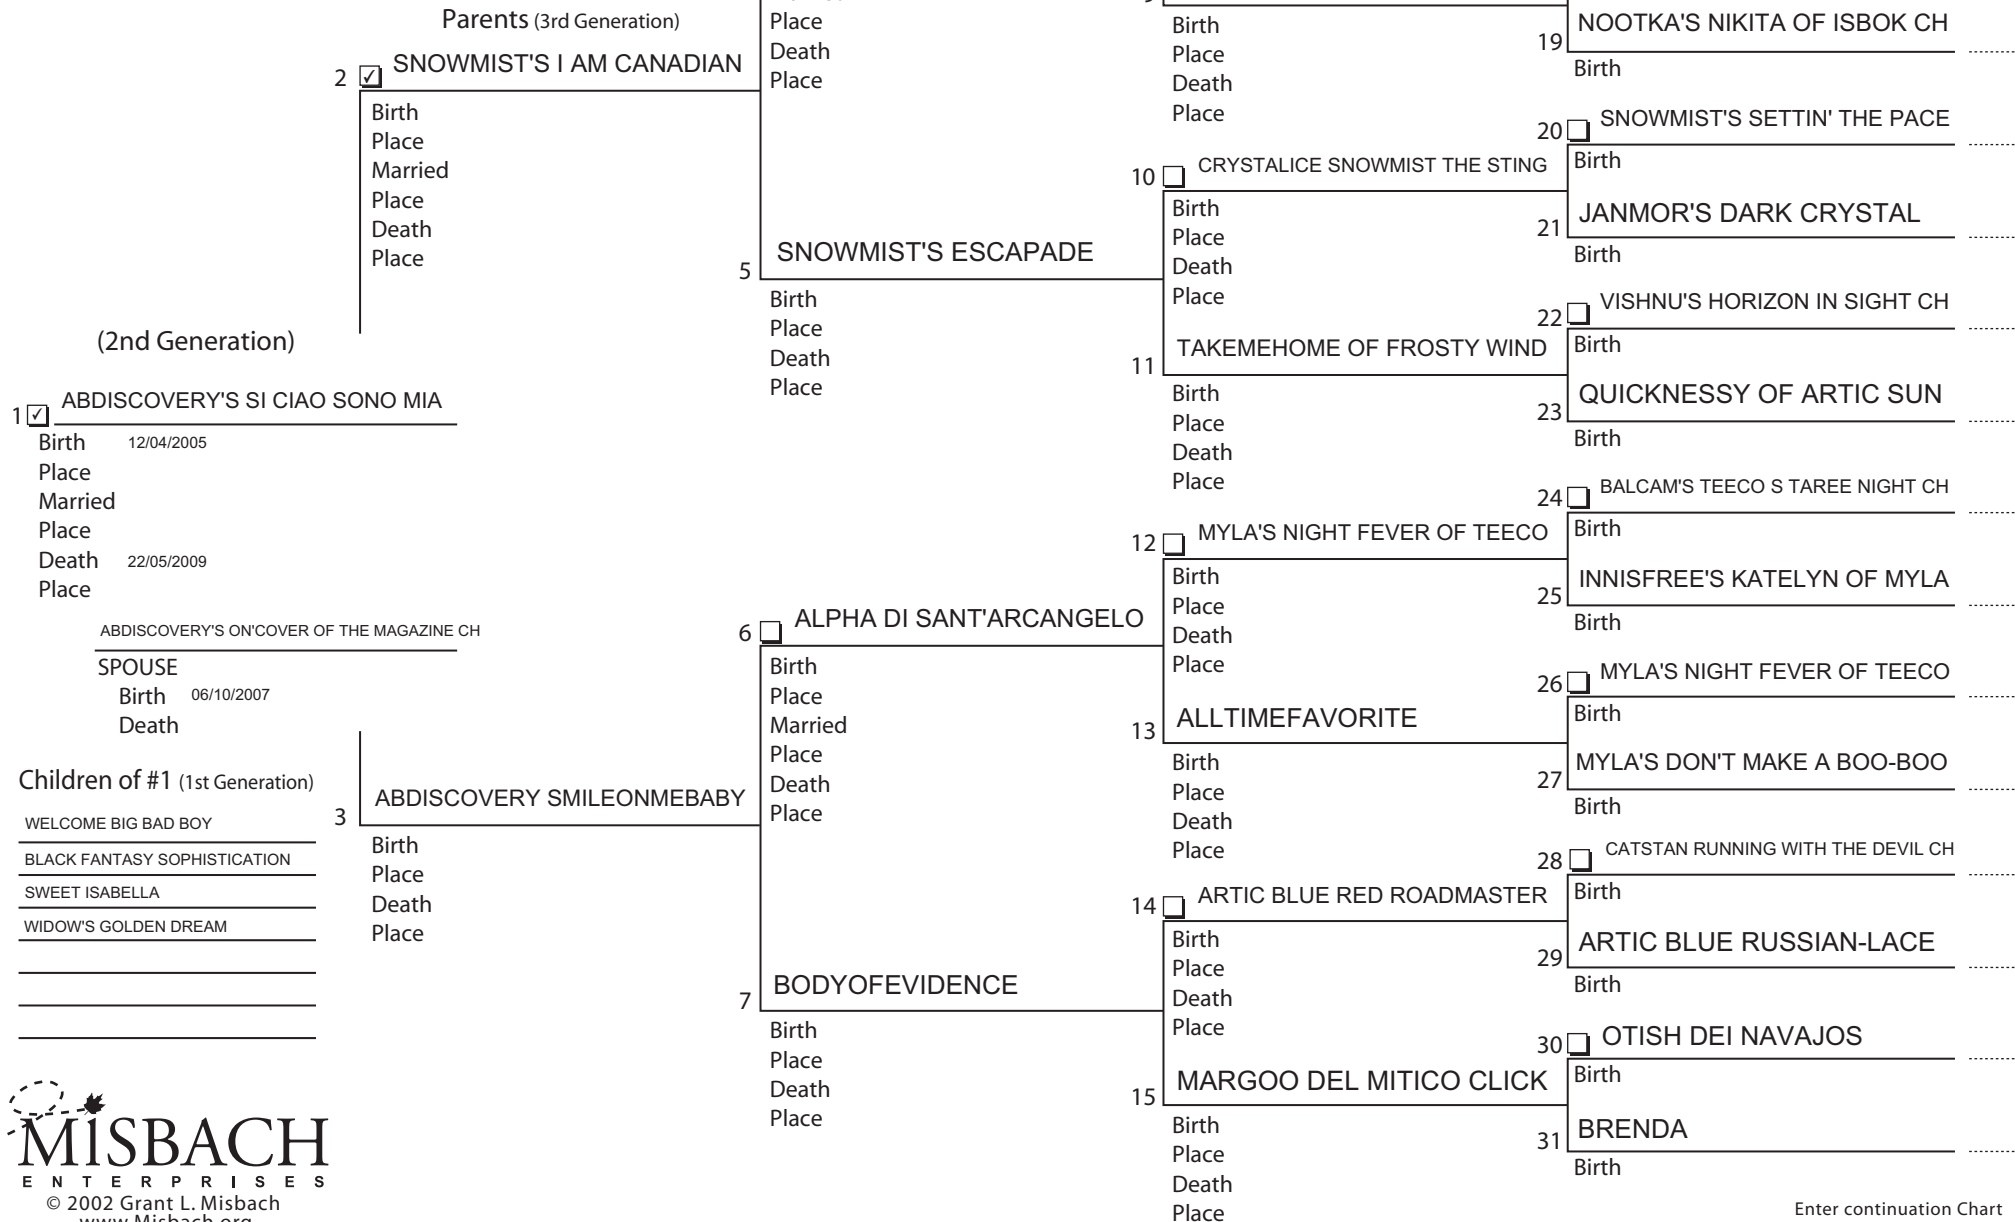 Parents (3rd Generation)
2 ✓ SNOWMIST'S I AM CANADIAN
Birth
Place
Married
Place
Death
Place
(2nd Generation)
1 ✓ ABDISCOVERY'S SI CIAO SONO MIA
Birth 12/04/2005
Place
Married
Place
Death 22/05/2009
Place
ABDISCOVERY'S ON'COVER OF THE MAGAZINE CH
SPOUSE
Birth 06/10/2007
Death
Children of #1 (1st Generation)
WELCOME BIG BAD BOY
BLACK FANTASY SOPHISTICATION
SWEET ISABELLA
WIDOW'S GOLDEN DREAM
3 ABDISCOVERY SMILEONMEBABY
Birth
Place
Death
Place
MISBACH
ENTERPRISES
© 2002 Grant L. Misbach
www.Misbach.org
Place
Death
Place
5 SNOWMIST'S ESCAPADE
Birth
Place
Death
Place
6 ALPHA DI SANT'ARCANGELO
Birth
Place
Married
Place
Death
Place
7 BODYOFEVIDENCE
Birth
Place
Death
Place
Birth
Place
Death
Place
10 CRYSTALICE SNOWMIST THE STING
Birth
Place
Death
Place
11 TAKEMEHOME OF FROSTY WIND
Birth
Place
Death
Place
12 MYLA'S NIGHT FEVER OF TEECO
Birth
Place
Death
Place
13 ALLTIMEFAVORITE
Birth
Place
Death
Place
14 ARTIC BLUE RED ROADMASTER
Birth
Place
Death
Place
15 MARGOO DEL MITICO CLICK
Birth
Place
Death
Place
19 NOOTKA'S NIKITA OF ISBOK CH
Birth
20 SNOWMIST'S SETTIN' THE PACE
Birth
21 JANMOR'S DARK CRYSTAL
Birth
22 VISHNU'S HORIZON IN SIGHT CH
Birth
23 QUICKNESSY OF ARTIC SUN
Birth
24 BALCAM'S TEECO S TAREE NIGHT CH
Birth
25 INNISFREE'S KATELYN OF MYLA
Birth
26 MYLA'S NIGHT FEVER OF TEECO
Birth
27 MYLA'S DON'T MAKE A BOO-BOO
Birth
28 CATSTAN RUNNING WITH THE DEVIL CH
Birth
29 ARTIC BLUE RUSSIAN-LACE
Birth
30 OTISH DEI NAVAJOS
Birth
31 BRENDA
Birth
Enter continuation Chart